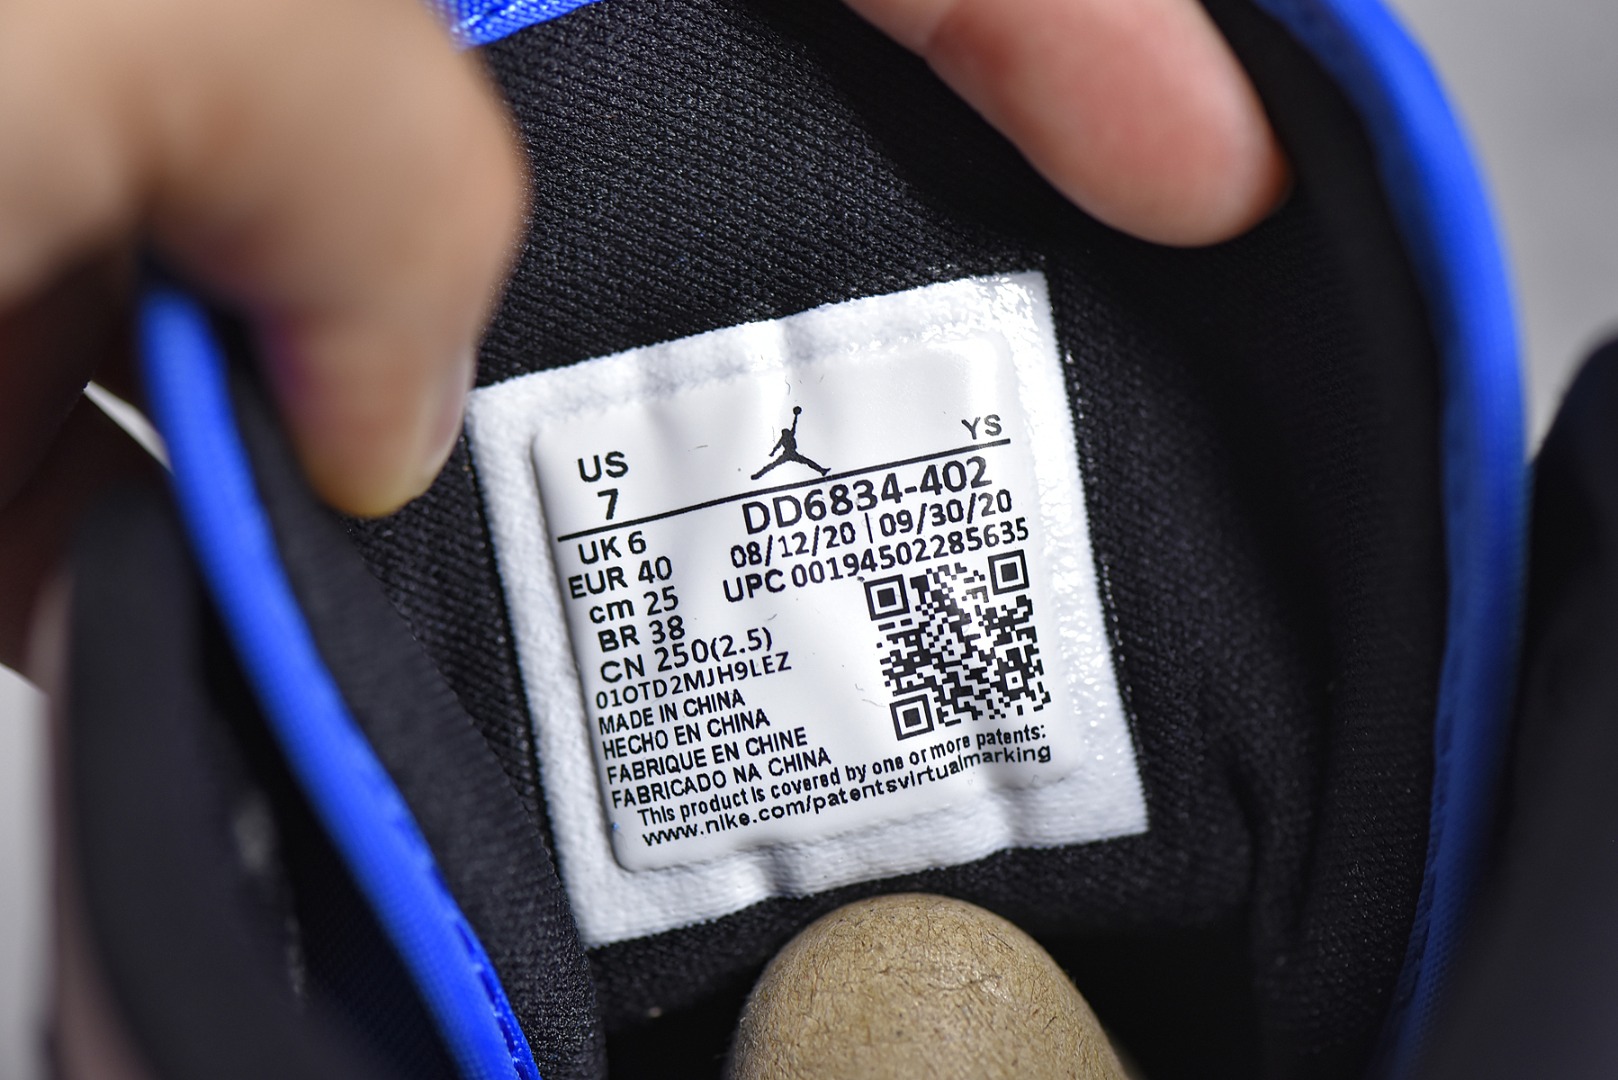 US
7
YS
UK 6
EUR 40
cm 25
BR 38
CN 250(2.5)
DD6834-402
08/12/20 | 09/30/20
UPC 00194502285635
01OTD2MJH9LEZ
MADE IN CHINA
HECHO EN CHINA
FABRIQUE EN CHINE
FABRICADO NA CHINA
This product is covered by one or more patents:
www.nike.com/patentsvirtualmarking